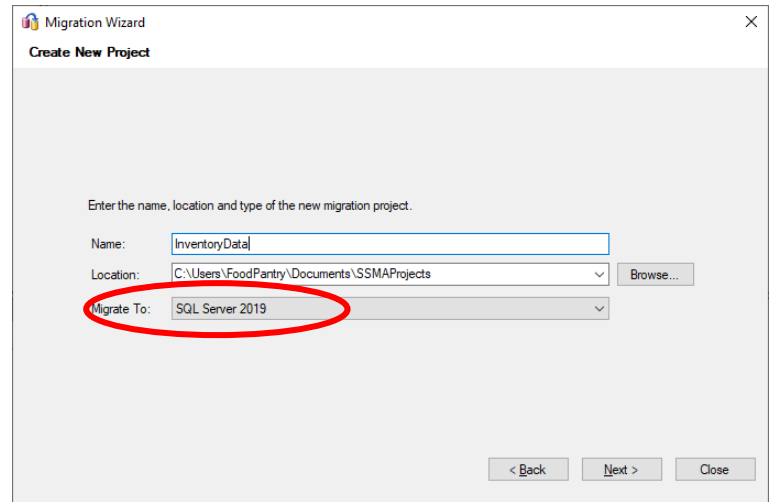 Migration Wizard
Create New Project
Enter the name, location and type of the new migration project.
Name: InventoryData
Location: C:\Users\FoodPantry\Documents\SSMAProjects Browse...
Migrate To: SQL Server 2019
< Back Next > Close